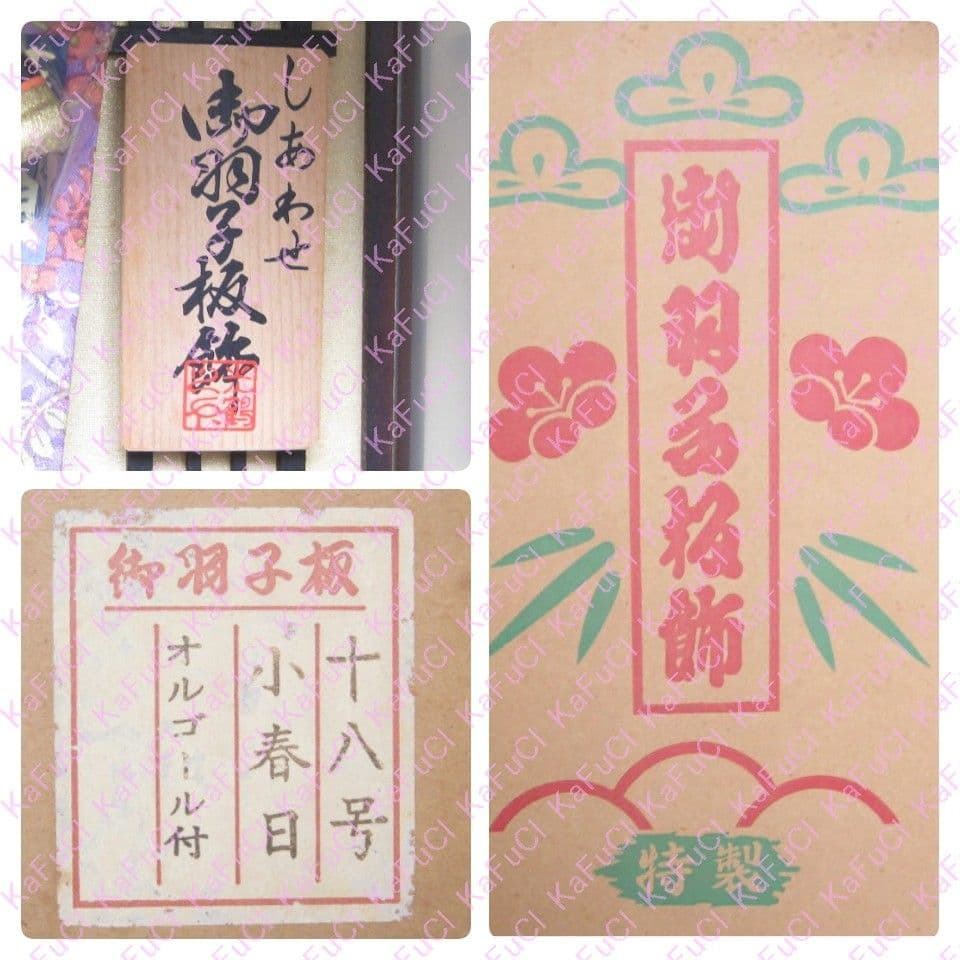 しあわせ
御羽子板飾
御羽子板
十八号
小春日
オルゴール付
御羽子板飾
特製
KaFuCI